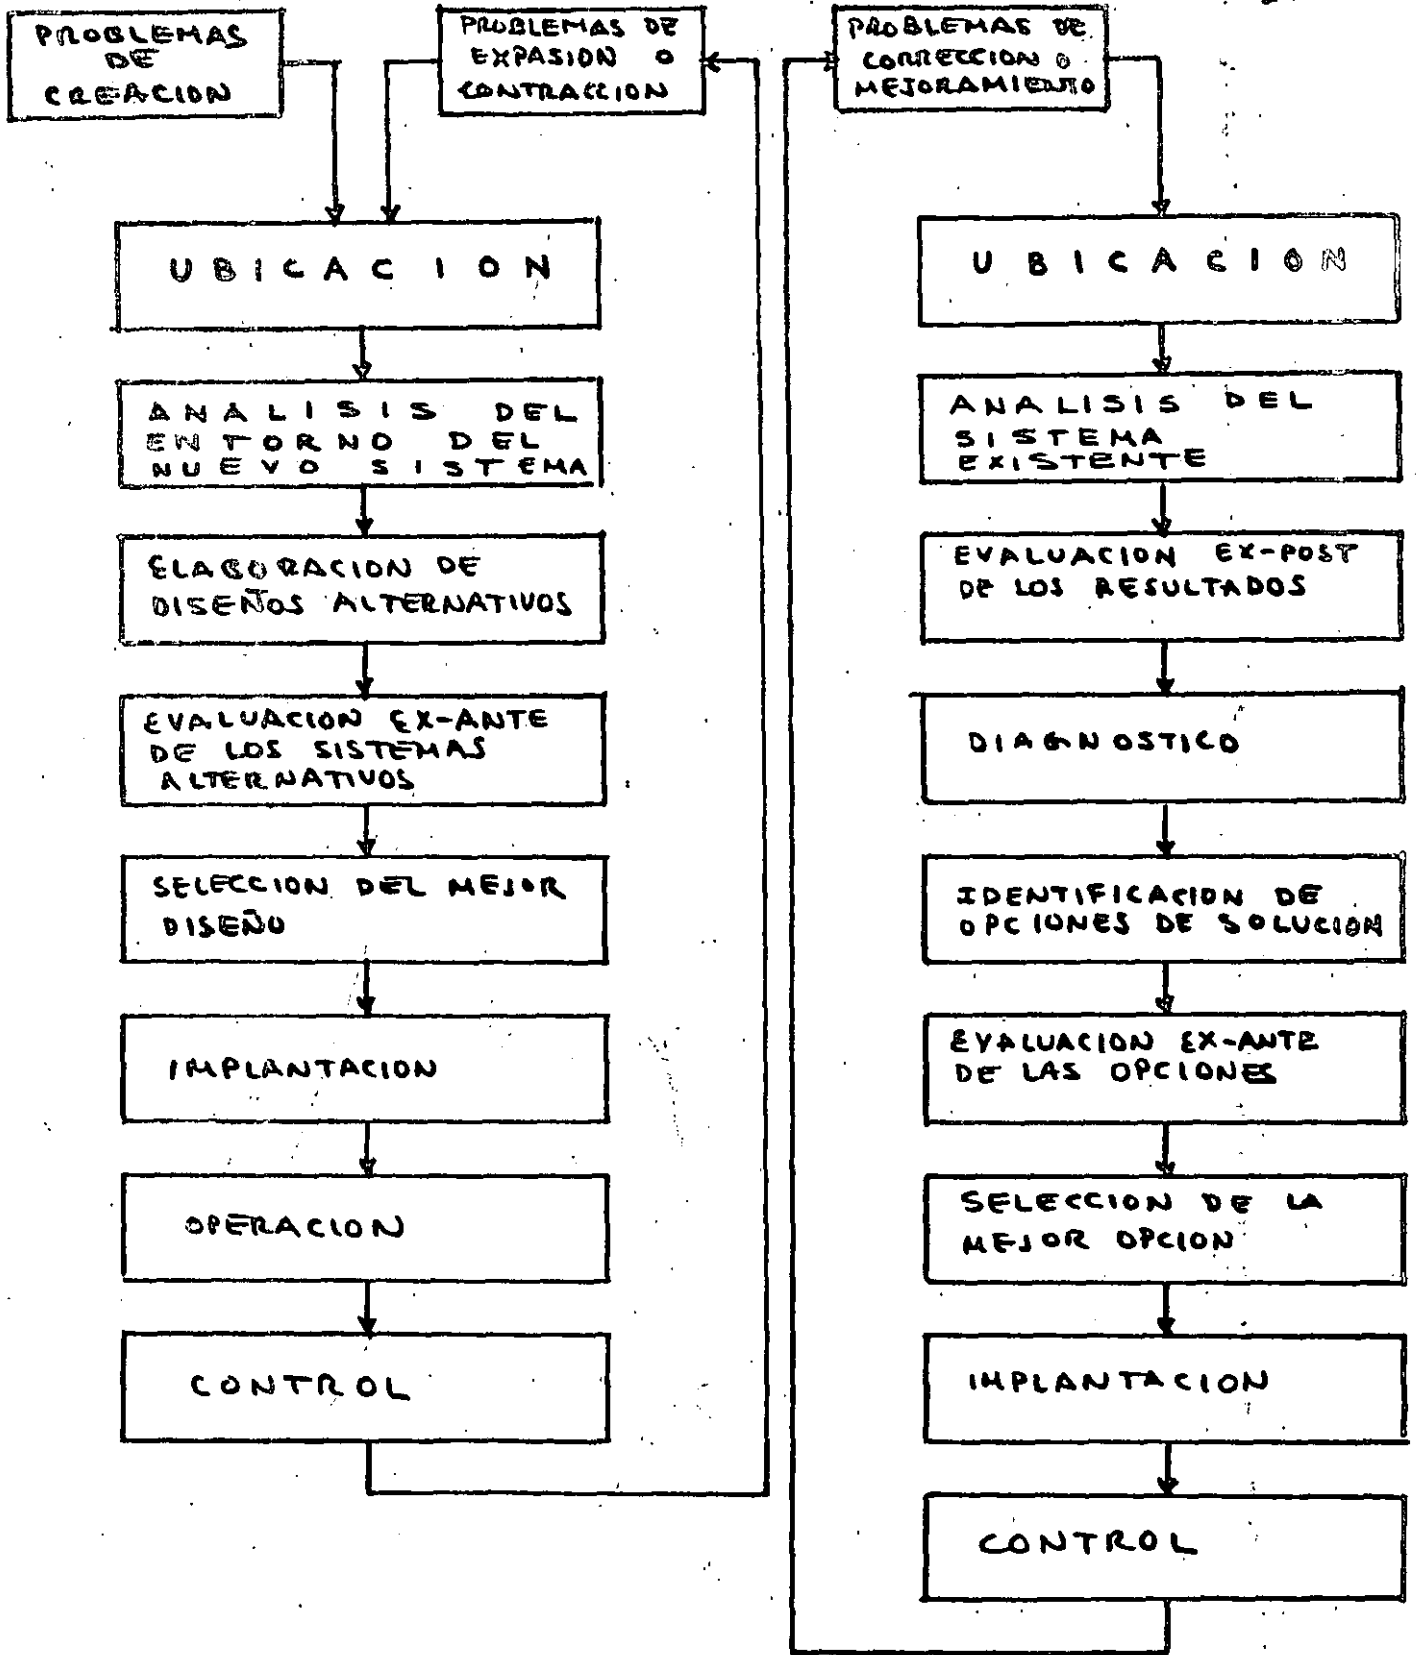 PROBLEMAS
DE
CREACION
PROBLEMAS DE
EXPASION O
CONTRACCION
PROBLEMAS DE
CORRECCION O
MEJORAMIENTO
UBICACION
ANALISIS DEL
ENTORNO DEL
NUEVO SISTEMA
ELABORACION DE
DISEÑOS ALTERNATIVOS
EVALUACION EX-ANTE
DE LOS SISTEMAS
ALTERNATIVOS
SELECCION DEL MEJOR
DISEÑO
IMPLANTACION
OPERACION
CONTROL
UBICACION
ANALISIS DEL
SISTEMA
EXISTENTE
EVALUACION EX-POST
DE LOS RESULTADOS
DIAGNOSTICO
IDENTIFICACION DE
OPCIONES DE SOLUCION
EVALUACION EX-ANTE
DE LAS OPCIONES
SELECCION DE LA
MEJOR OPCION
IMPLANTACION
CONTROL